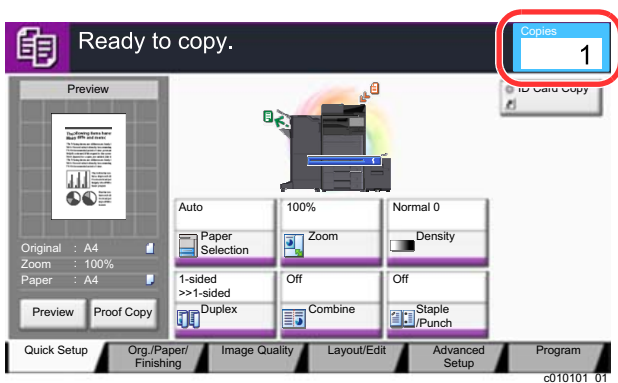 Ready to copy.
Copies
1
ID Card Copy
Preview
Original : A4
Zoom : 100%
Paper : A4
Preview
Proof Copy
Auto
Paper
Selection
100%
Zoom
Normal 0
Density
1-sided
>>1-sided
Duplex
Off
Combine
Off
Staple
/Punch
Quick Setup
Org./Paper/
Finishing
Image Quality
Layout/Edit
Advanced
Setup
Program
c010101_01